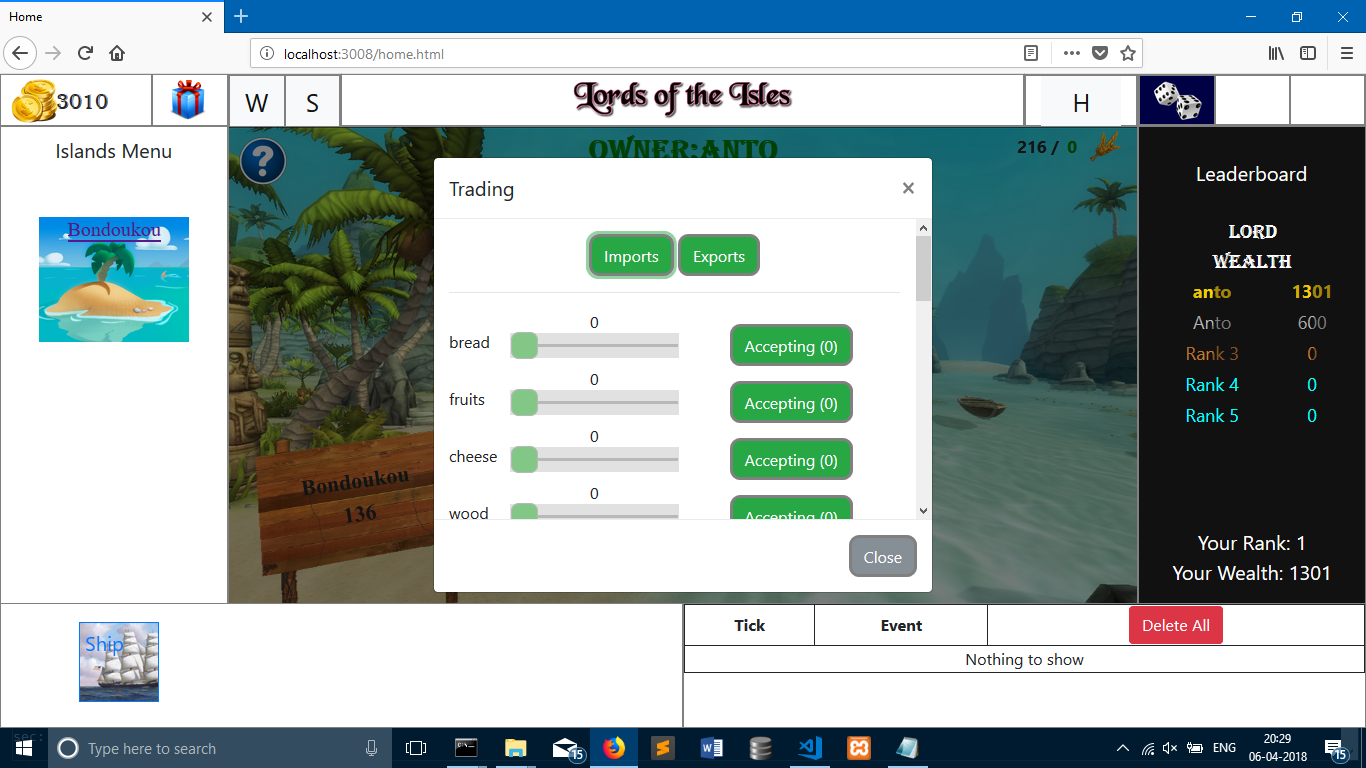 Home
localhost:3008/home.html
3010
W
S
Lords of the Isles
H
Islands Menu
Bondoukou
OWNER:ANTO
216 / 0
Trading
×
Imports
Exports
0
bread
Accepting (0)
0
fruits
Accepting (0)
0
cheese
Accepting (0)
0
wood
Accepting (0)
Close
Bondoukou
136
Leaderboard
LORD
WEALTH
anto 1301
Anto 600
Rank 3 0
Rank 4 0
Rank 5 0
Your Rank: 1
Your Wealth: 1301
Ship
Tick Event Delete All
Nothing to show
sec:
Type here to search
15
ENG
20:29
06-04-2018
15